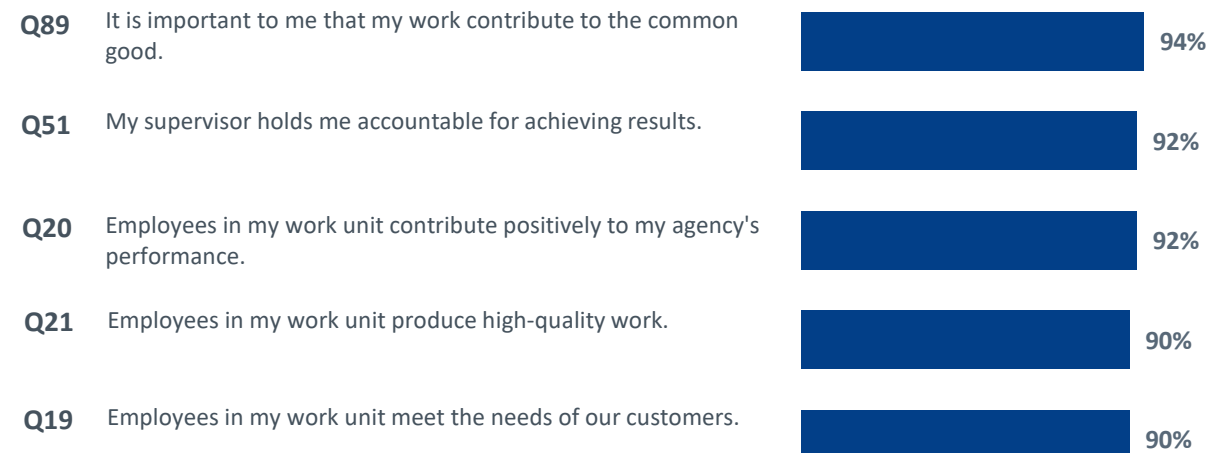 Q89 It is important to me that my work contribute to the common
good.
94%
Q51 My supervisor holds me accountable for achieving results.
92%
Q20 Employees in my work unit contribute positively to my agency's
performance.
92%
Q21 Employees in my work unit produce high-quality work.
90%
Q19 Employees in my work unit meet the needs of our customers.
90%